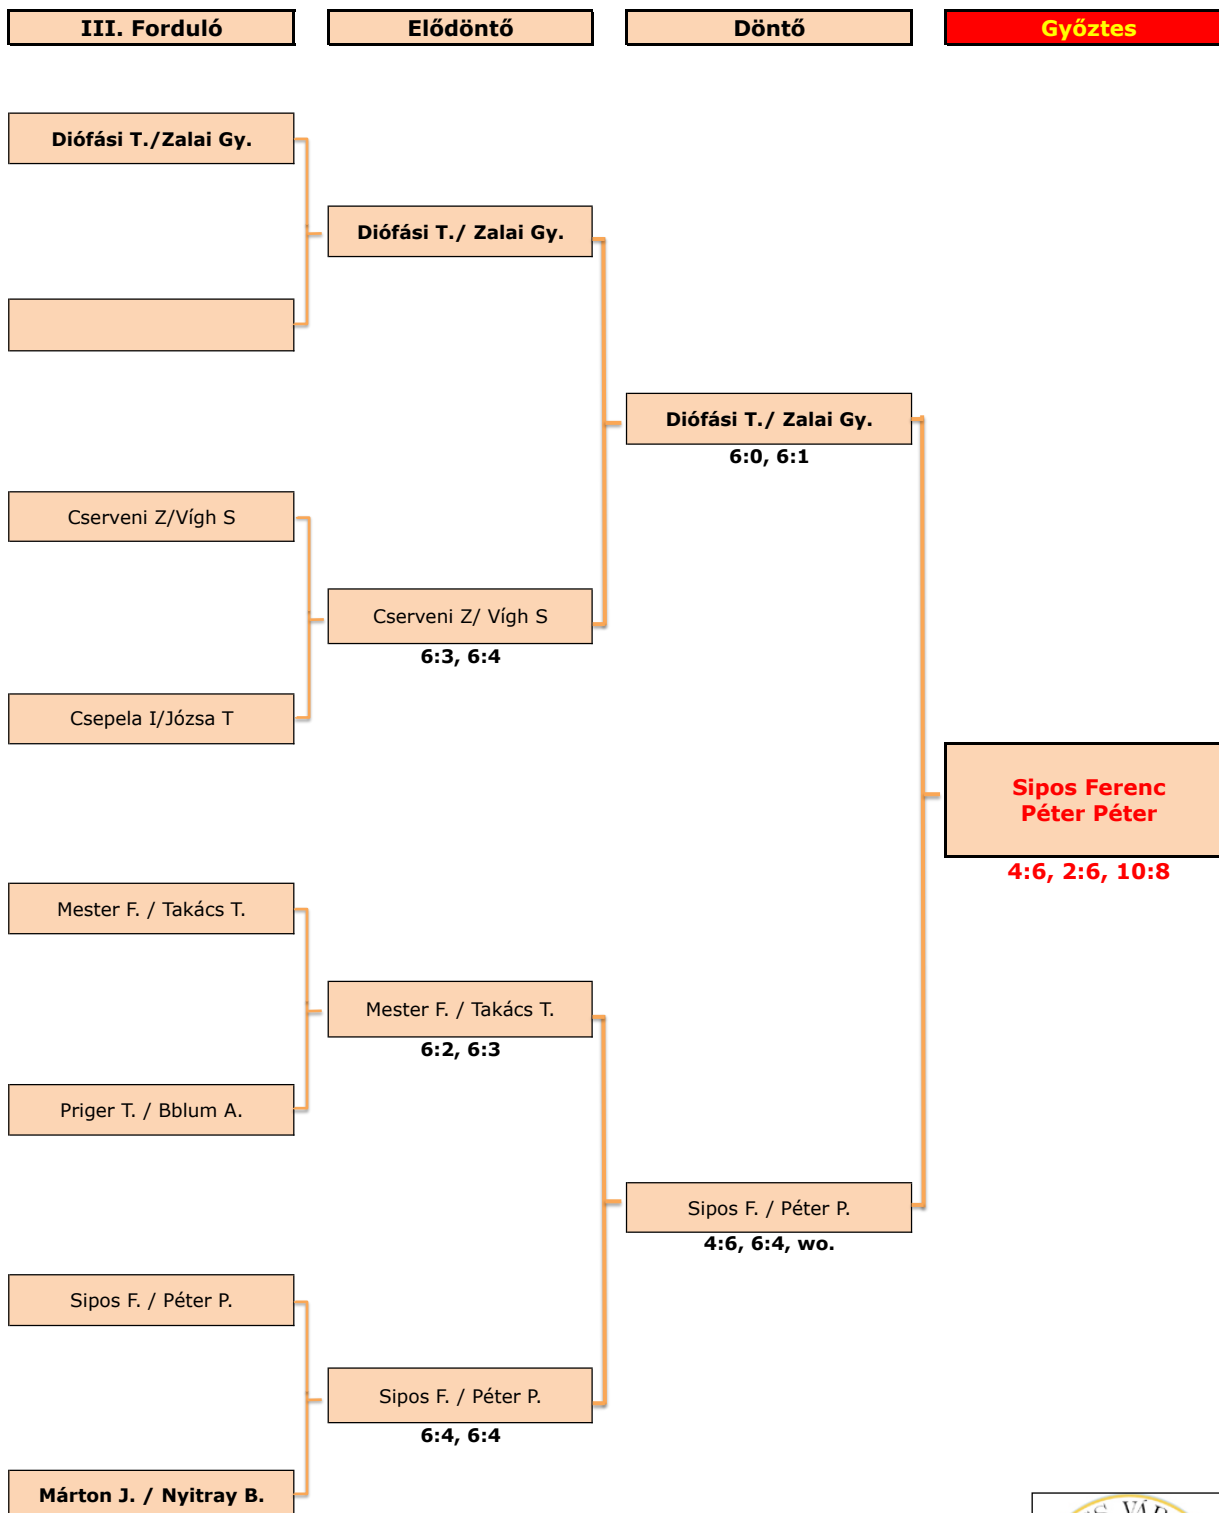 III. Forduló
Elődöntő
Döntő
Győztes
Diófási T./Zalai Gy.
Diófási T./ Zalai Gy.
Diófási T./ Zalai Gy.
6:0, 6:1
Cserveni Z/Vígh S
Cserveni Z/ Vígh S
6:3, 6:4
Csepela I/Józsa T
Sipos Ferenc
Péter Péter
4:6, 2:6, 10:8
Mester F. / Takács T.
Mester F. / Takács T.
6:2, 6:3
Priger T. / Bblum A.
Sipos F. / Péter P.
4:6, 6:4, wo.
Sipos F. / Péter P.
Sipos F. / Péter P.
6:4, 6:4
Márton J. / Nyitray B.